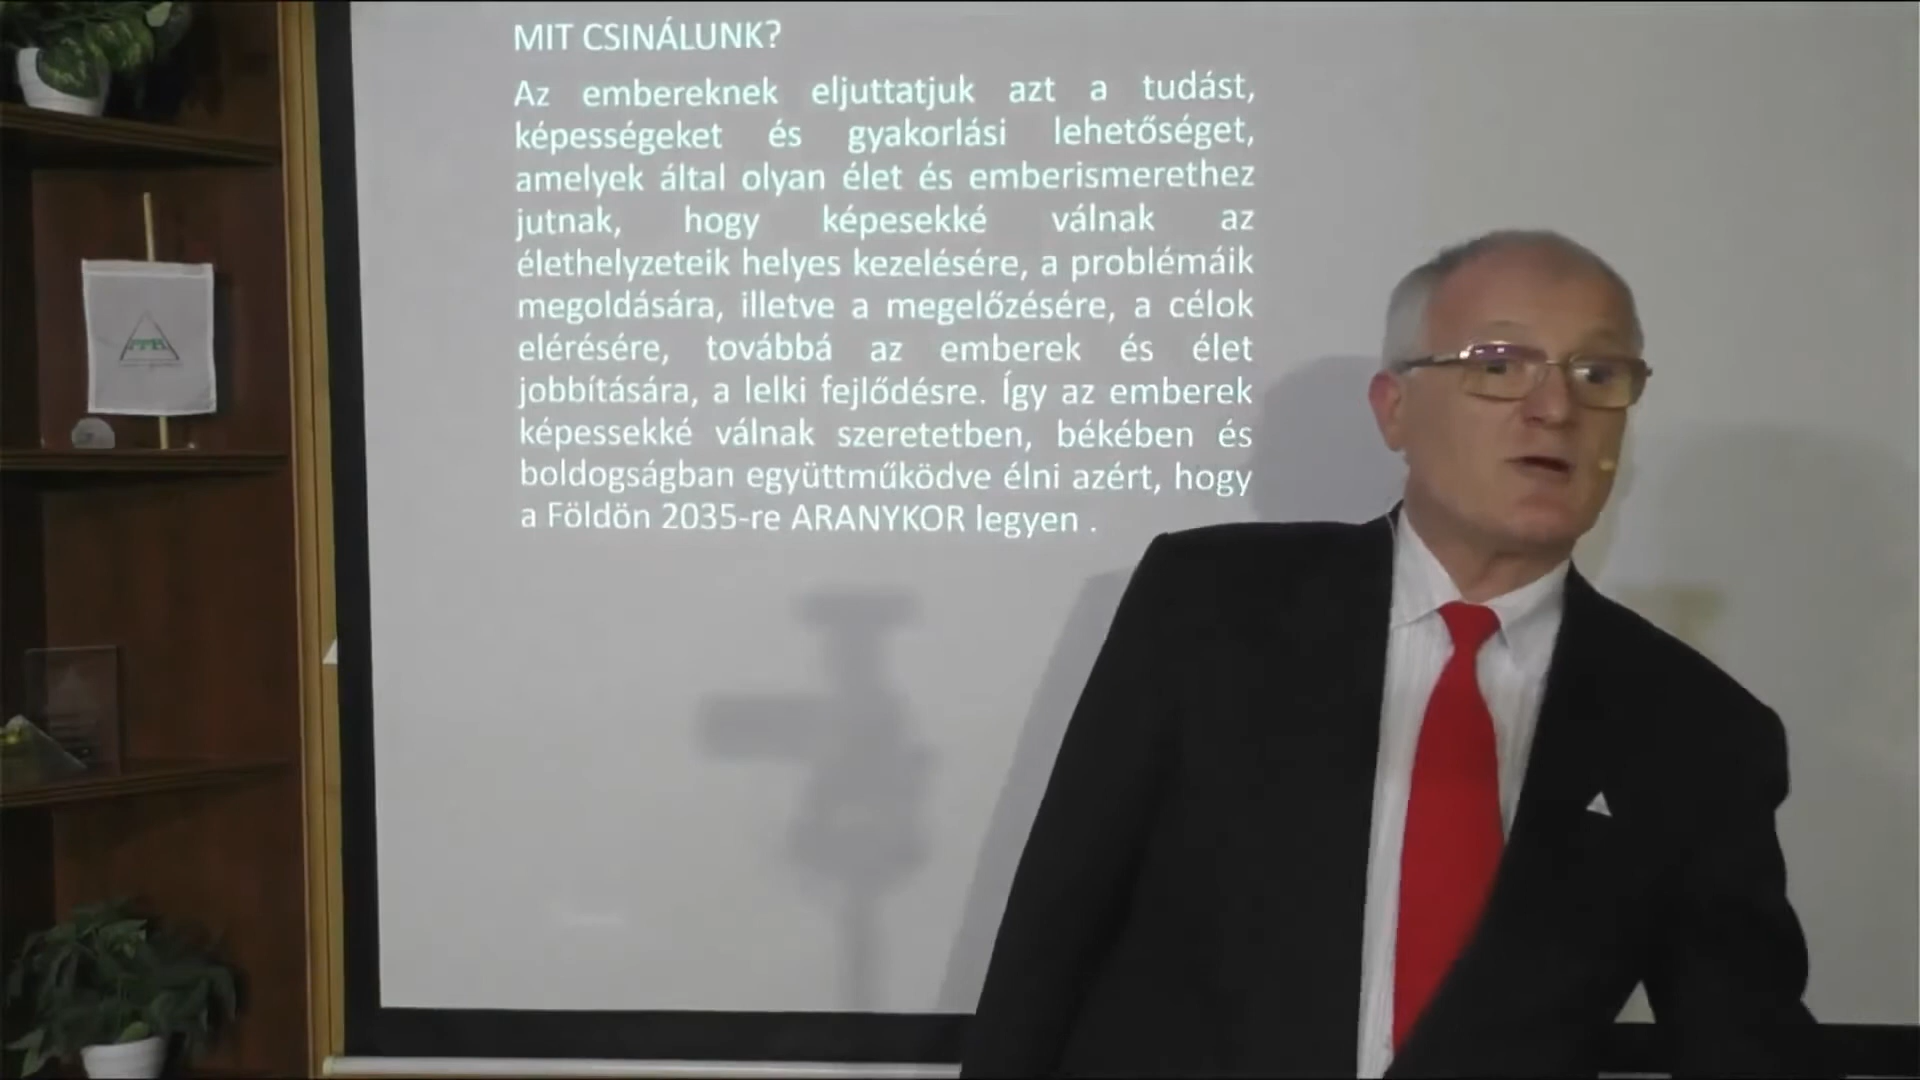 MIT CSINÁLUNK?
Az embereknek eljuttatjuk azt a tudást,
képességeket és gyakorlási lehetőséget,
amelyek által olyan élet és emberismerethez
jutnak, hogy képesekké válnak az
élethelyzeteik helyes kezelésére, a problémáik
megoldására, illetve a megelőzésére, a célok
elérésére, továbbá az emberek és élet
jobbítására, a lelki fejlődésre. Így az emberek
képessekké válnak szeretetben, békében és
boldogságban együttműködve élni azért, hogy
a Földön 2035-re ARANYKOR legyen .